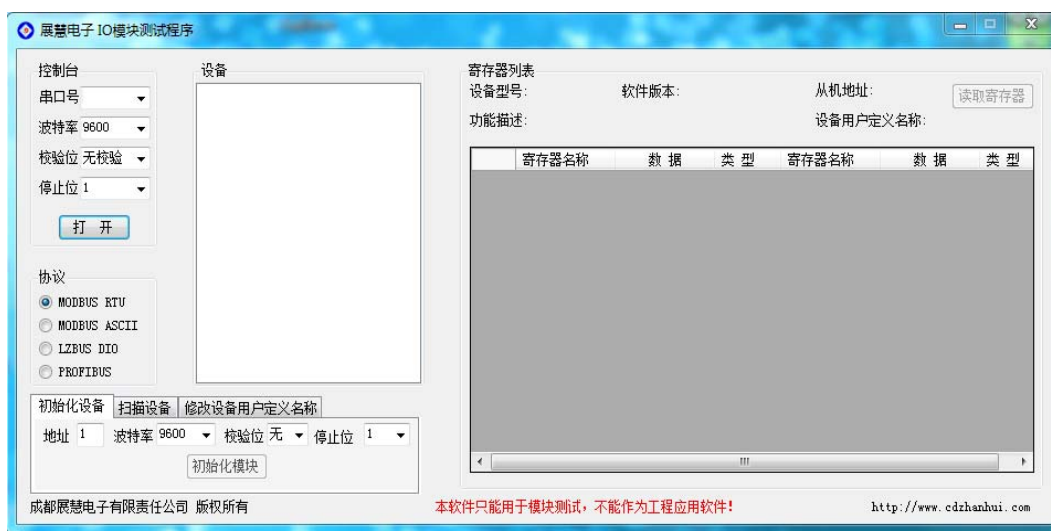 展慧电子 IO模块测试程序
控制台
串口号
波特率 9600
校验位 无校验
停止位 1
打 开
协议
MODBUS RTU
MODBUS ASCII
LZBUS DIO
PROFIBUS
设备
寄存器列表
设备型号: 软件版本: 从机地址: 读取寄存器
功能描述: 设备用户定义名称:
寄存器名称 数 据 类 型 寄存器名称 数 据 类 型
初始化设备 扫描设备 修改设备用户定义名称
地址 1 波特率 9600 校验位 无 停止位 1
初始化模块
成都展慧电子有限责任公司 版权所有 本软件只能用于模块测试，不能作为工程应用软件! http://www.cdzhanhui.com